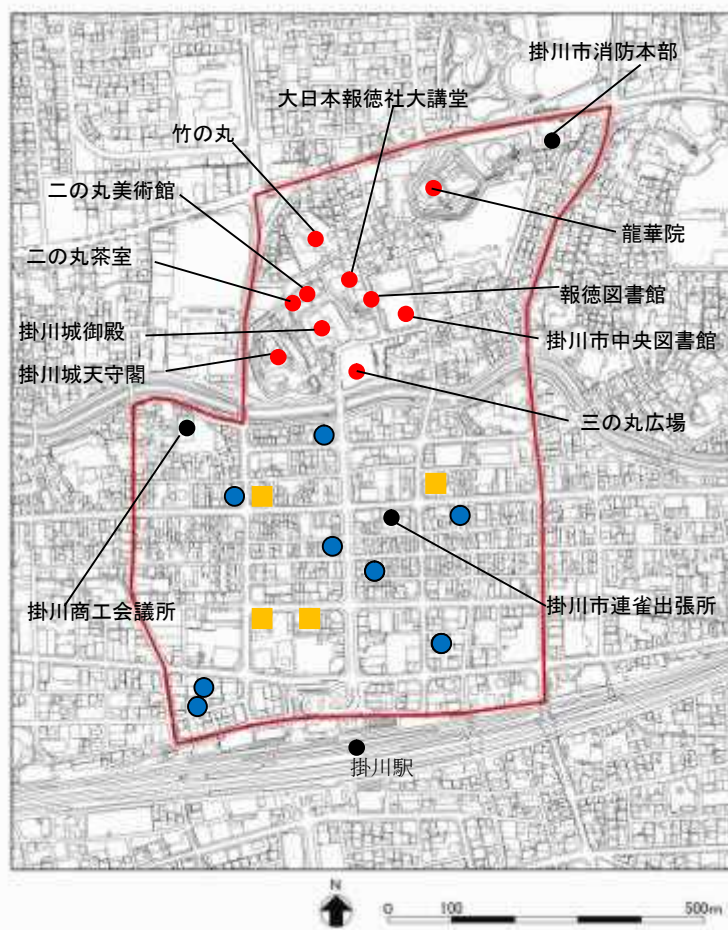 掛川市消防本部
大日本報徳社大講堂
竹の丸
二の丸美術館
龍華院
二の丸茶室
報徳図書館
掛川城御殿
掛川市中央図書館
掛川城天守閣
三の丸広場
掛川商工会議所
掛川市連雀出張所
掛川駅
N
0 100 500m